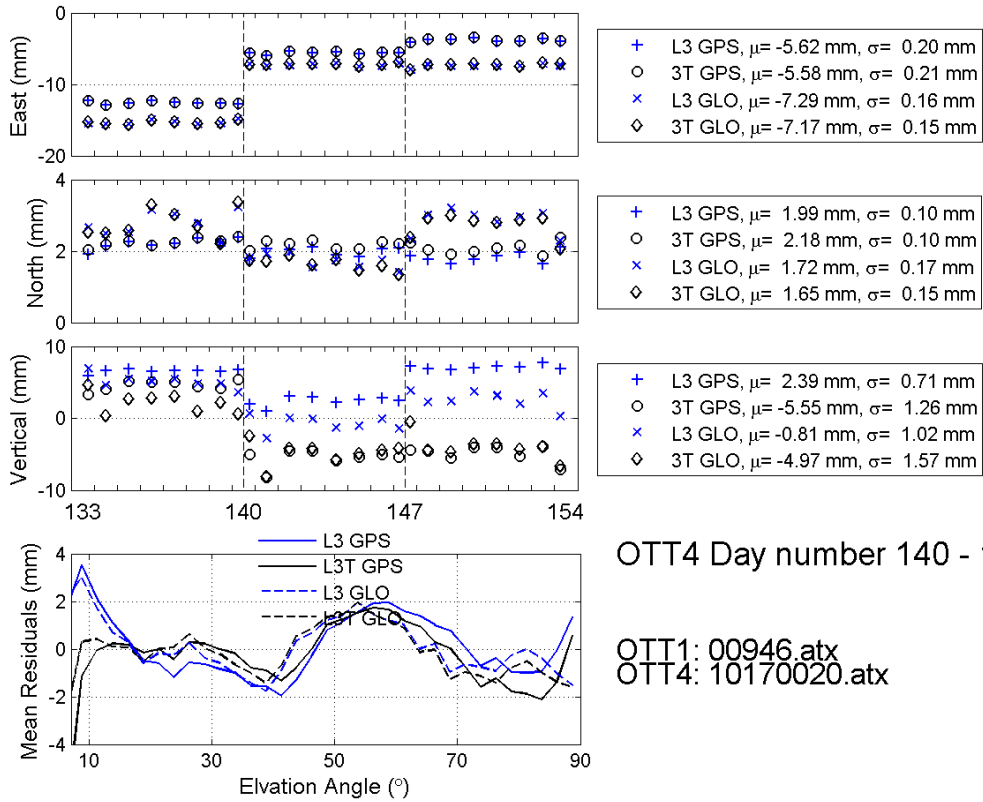 0
-10
-20
East (mm)
+ L3 GPS, μ= -5.62 mm, σ= 0.20 mm
○ 3T GPS, μ= -5.58 mm, σ= 0.21 mm
× L3 GLO, μ= -7.29 mm, σ= 0.16 mm
◇ 3T GLO, μ= -7.17 mm, σ= 0.15 mm
4
2
0
North (mm)
+ L3 GPS, μ= 1.99 mm, σ= 0.10 mm
○ 3T GPS, μ= 2.18 mm, σ= 0.10 mm
× L3 GLO, μ= 1.72 mm, σ= 0.17 mm
◇ 3T GLO, μ= 1.65 mm, σ= 0.15 mm
10
0
-10
Vertical (mm)
133 140 147 154
+ L3 GPS, μ= 2.39 mm, σ= 0.71 mm
○ 3T GPS, μ= -5.55 mm, σ= 1.26 mm
× L3 GLO, μ= -0.81 mm, σ= 1.02 mm
◇ 3T GLO, μ= -4.97 mm, σ= 1.57 mm
4
2
0
-2
-4
Mean Residuals (mm)
L3 GPS
L3T GPS
L3 GLO
L3T GLO
10 30 50 70 90
Elvation Angle (°)
OTT4 Day number 140 -
OTT1: 00946.atx
OTT4: 10170020.atx